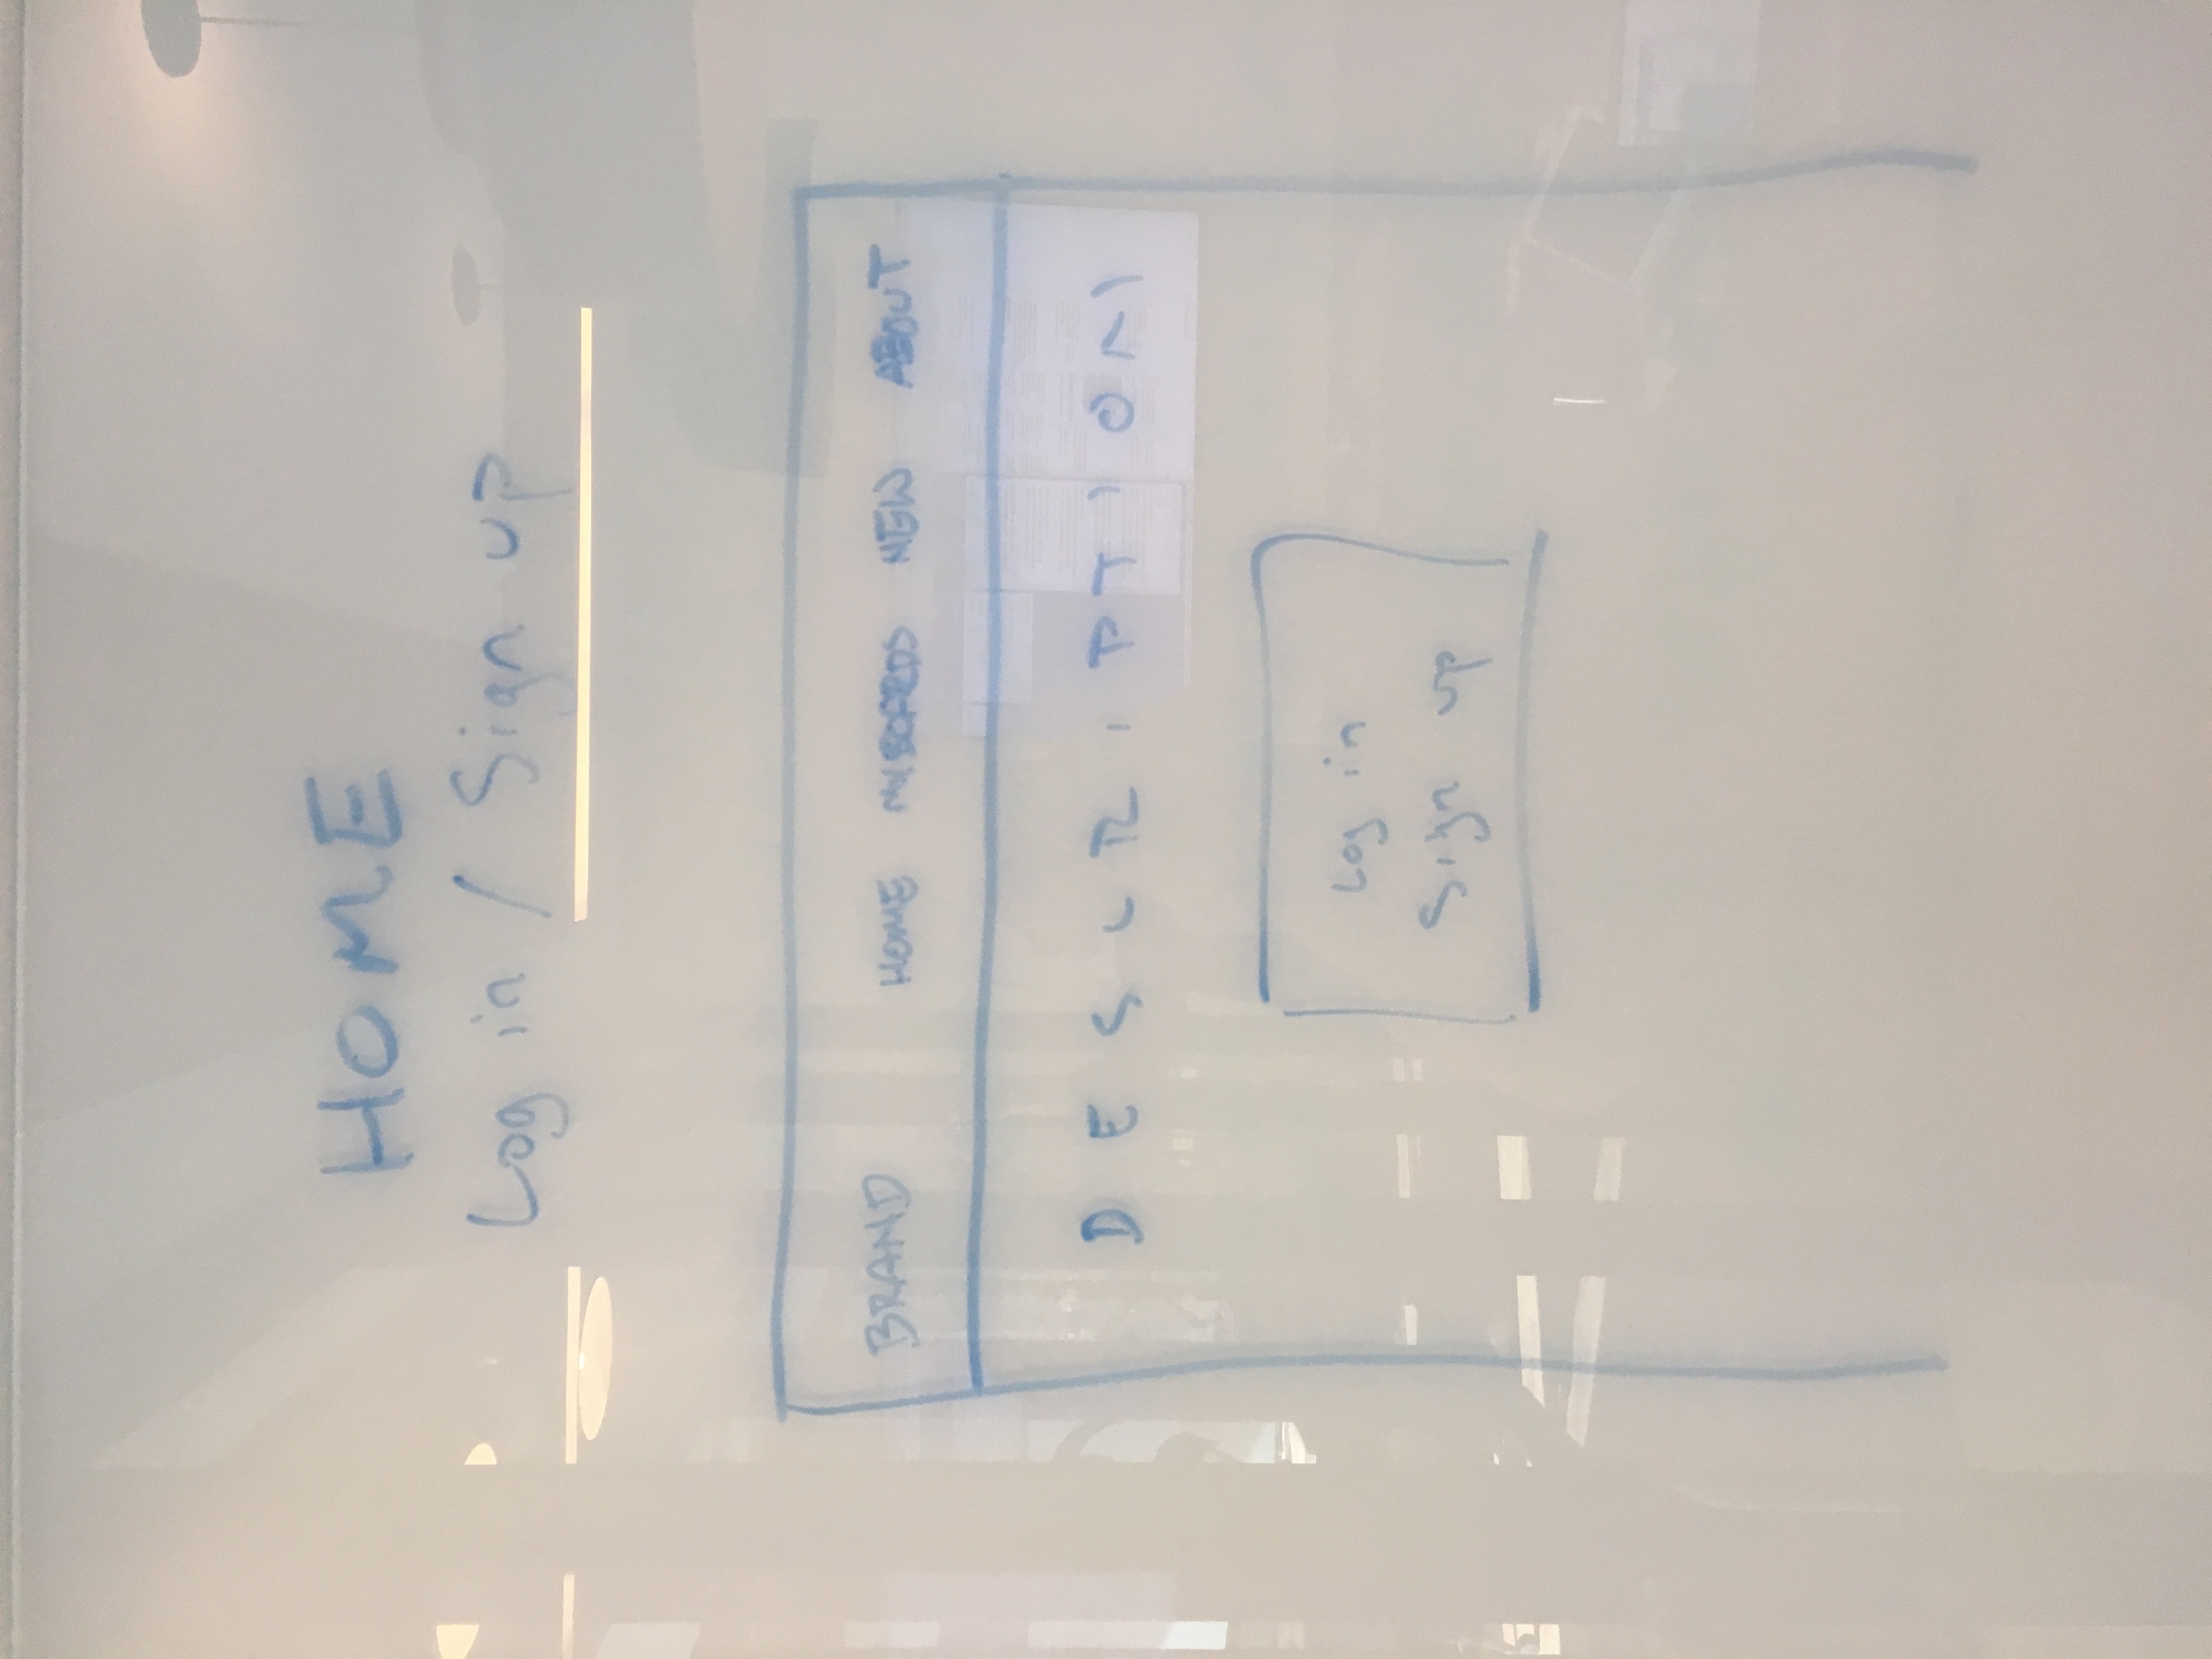 HOME
Log in / Sign up
BRAND HOME MYBOARDS NEW ABOUT
DESCRIPTION
Log in
Sign up